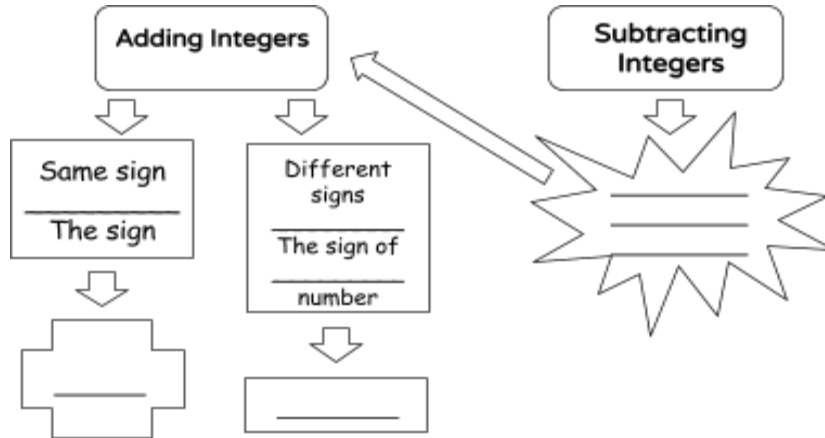 Adding Integers
Subtracting
Integers
Same sign
The sign
Different
signs
The sign of
number